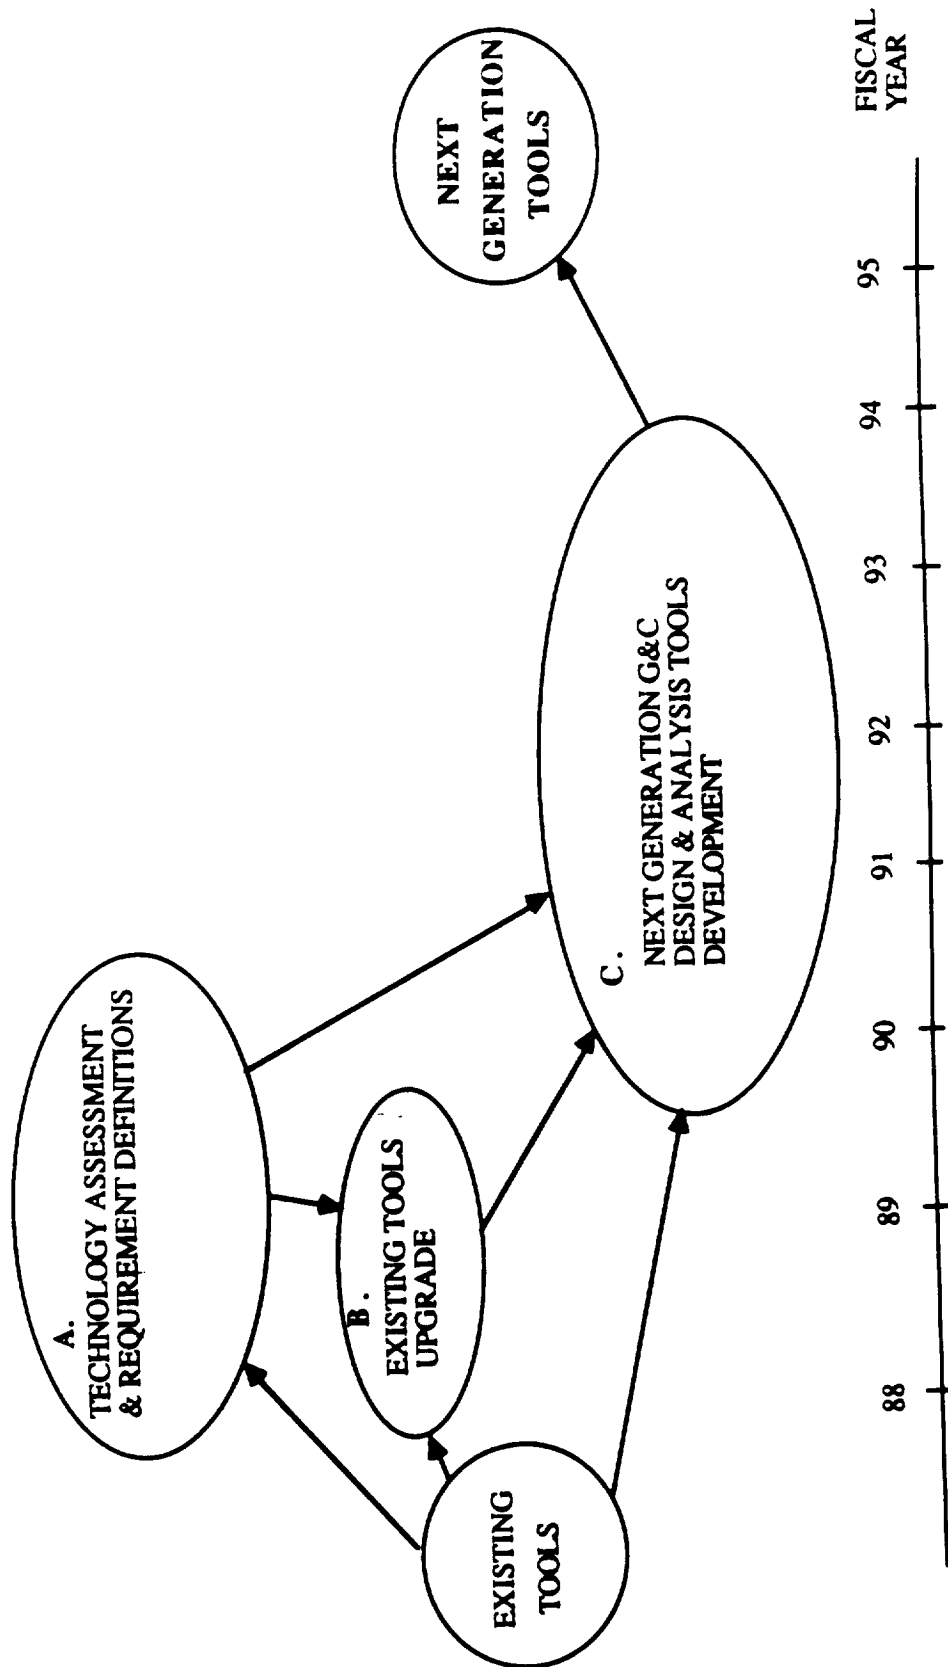 A.
TECHNOLOGY ASSESSMENT
& REQUIREMENT DEFINITIONS
B.
EXISTING TOOLS
UPGRADE
EXISTING
TOOLS
C.
NEXT GENERATION G&C
DESIGN & ANALYSIS TOOLS
DEVELOPMENT
NEXT
GENERATION
TOOLS
88 89 90 91 92 93 94 95
FISCAL
YEAR